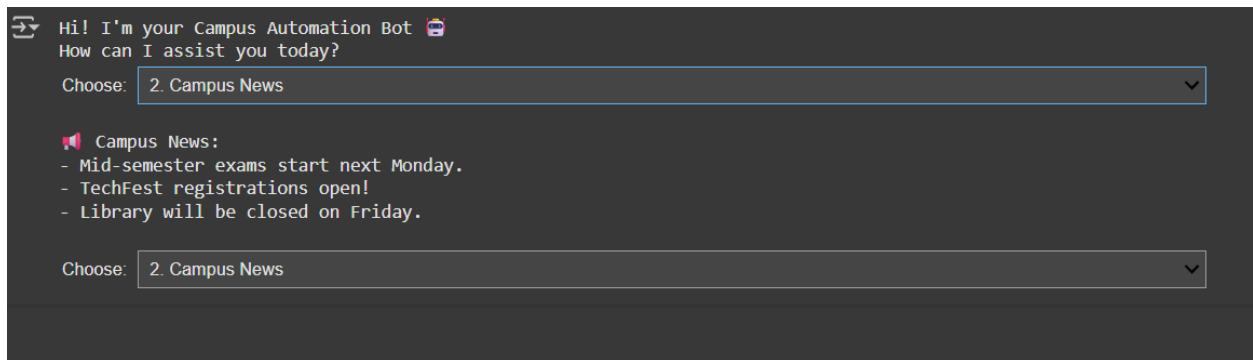 Hi! I'm your Campus Automation Bot 🤖
How can I assist you today?
Choose: 2. Campus News
📢 Campus News:
- Mid-semester exams start next Monday.
- TechFest registrations open!
- Library will be closed on Friday.
Choose: 2. Campus News